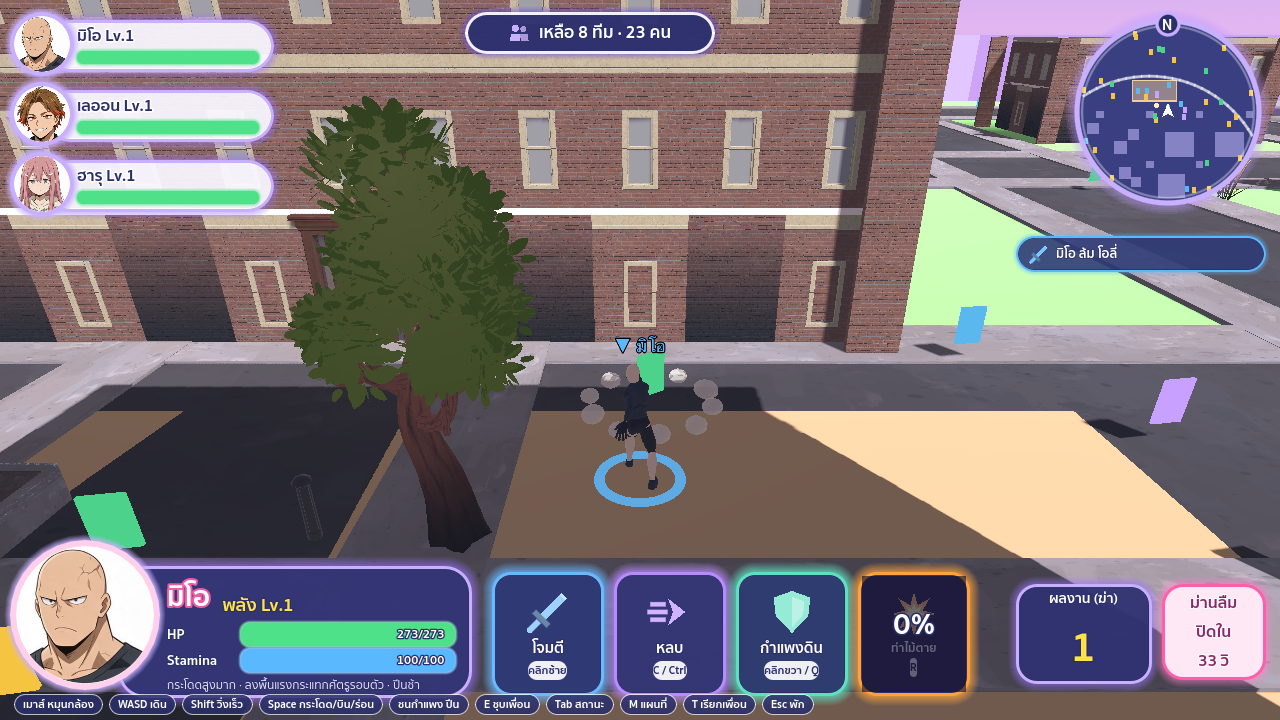 มิโอ Lv.1
เลออน Lv.1
ฮารุ Lv.1
เหลือ 8 ทีม · 23 คน
N
มิโอ ล้ม โอลี่
มิโอ
มิโอ พลัง Lv.1
HP 273/273
Stamina 100/100
กระโดดสูงมาก · ลงพื้นแรงกระแทกศัตรูรอบตัว · ปีนช้า
โจมตี
คลิกซ้าย
หลบ
C / Ctrl
กำแพงดิน
คลิกขวา / Q
0%
ท่าไม้ตาย
R
ผลงาน (ฆ่า)
1
ม่านลืม
ปิดใน
33 วิ
เมาส์ หมุนกล้อง
WASD เดิน
Shift วิ่งเร็ว
Space กระโดด/บิน/ร่อน
ชนกำแพง ปีน
E ชุบเพื่อน
Tab สถานะ
M แผนที่
T เรียกเพื่อน
Esc พัก